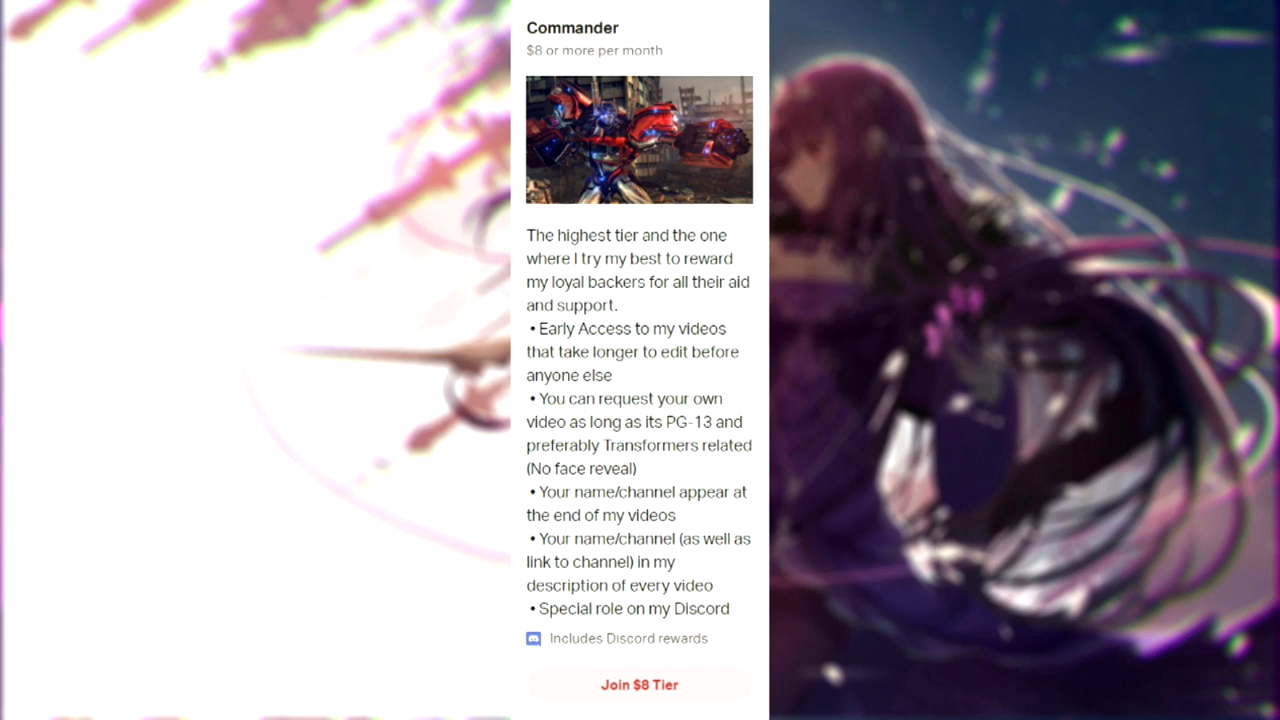 Commander
$8 or more per month
The highest tier and the one
where I try my best to reward
my loyal backers for all their aid
and support.
• Early Access to my videos
that take longer to edit before
anyone else
• You can request your own
video as long as its PG-13 and
preferably Transformers related
(No face reveal)
• Your name/channel appear at
the end of my videos
• Your name/channel (as well as
link to channel) in my
description of every video
• Special role on my Discord
Includes Discord rewards
Join $8 Tier